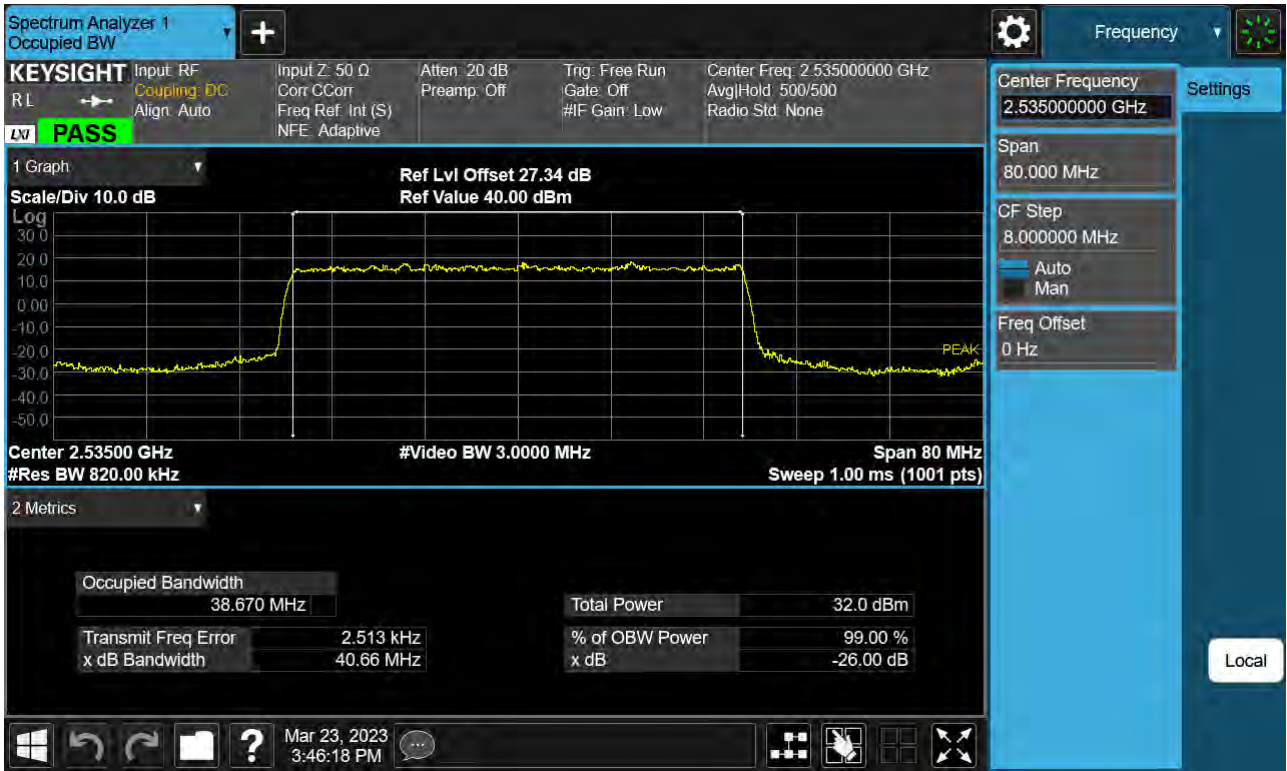 Spectrum Analyzer 1
Occupied BW
Frequency
KEYSIGHT
RL
LXI
PASS
Input: RF
Coupling: DC
Align: Auto
Input Z: 50 Ω
Corr CCorr
Freq Ref: Int (S)
NFE: Adaptive
Atten: 20 dB
Preamp: Off
Trig: Free Run
Gate: Off
#IF Gain: Low
Center Freq: 2.535000000 GHz
Avg|Hold: 500/500
Radio Std: None
Center Frequency
2.535000000 GHz
Settings
Span
80.000 MHz
CF Step
8.000000 MHz
Auto
Man
Freq Offset
0 Hz
Local
1 Graph
Scale/Div 10.0 dB
Ref Lvl Offset 27.34 dB
Ref Value 40.00 dBm
Log
30.0
20.0
10.0
0.00
-10.0
-20.0
-30.0
-40.0
-50.0
PEAK
Center 2.53500 GHz
#Video BW 3.0000 MHz
Span 80 MHz
#Res BW 820.00 kHz
Sweep 1.00 ms (1001 pts)
2 Metrics
Occupied Bandwidth
38.670 MHz
Total Power 32.0 dBm
Transmit Freq Error 2.513 kHz
% of OBW Power 99.00 %
x dB Bandwidth 40.66 MHz
x dB -26.00 dB
?
Mar 23, 2023
3:46:18 PM